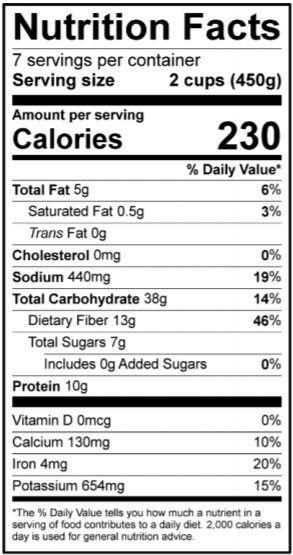 Nutrition Facts
7 servings per container
Serving size 2 cups (450g)
Amount per serving
Calories 230
% Daily Value*
Total Fat 5g 6%
Saturated Fat 0.5g 3%
Trans Fat 0g
Cholesterol 0mg 0%
Sodium 440mg 19%
Total Carbohydrate 38g 14%
Dietary Fiber 13g 46%
Total Sugars 7g
Includes 0g Added Sugars 0%
Protein 10g
Vitamin D 0mcg 0%
Calcium 130mg 10%
Iron 4mg 20%
Potassium 654mg 15%
*The % Daily Value tells you how much a nutrient in a
serving of food contributes to a daily diet. 2,000 calories a
day is used for general nutrition advice.